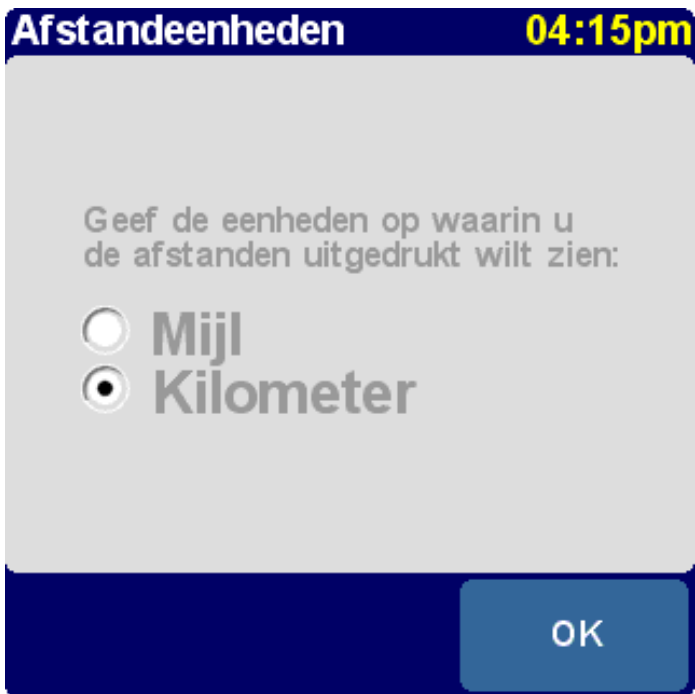 Afstandeenheden 04:15pm
Geef de eenheden op waarin u
de afstanden uitgedrukt wilt zien:
Mijl
Kilometer
OK